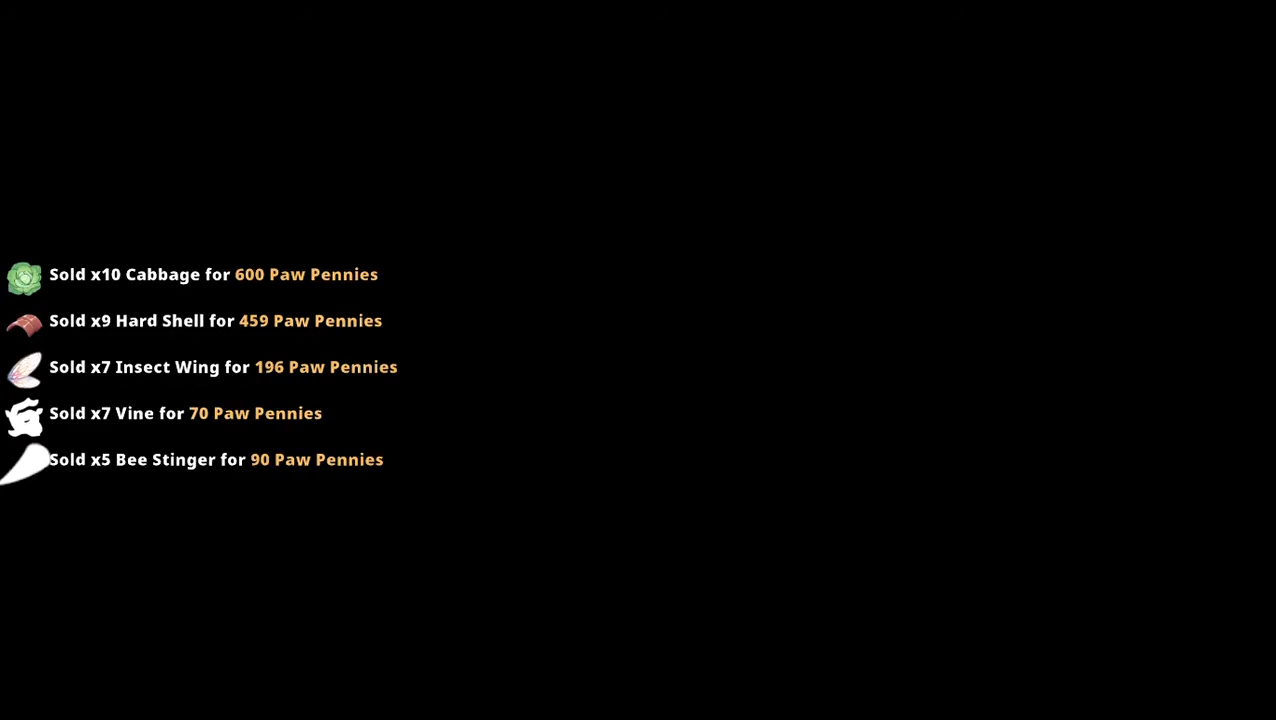 Sold x10 Cabbage for 600 Paw Pennies
Sold x9 Hard Shell for 459 Paw Pennies
Sold x7 Insect Wing for 196 Paw Pennies
Sold x7 Vine for 70 Paw Pennies
Sold x5 Bee Stinger for 90 Paw Pennies